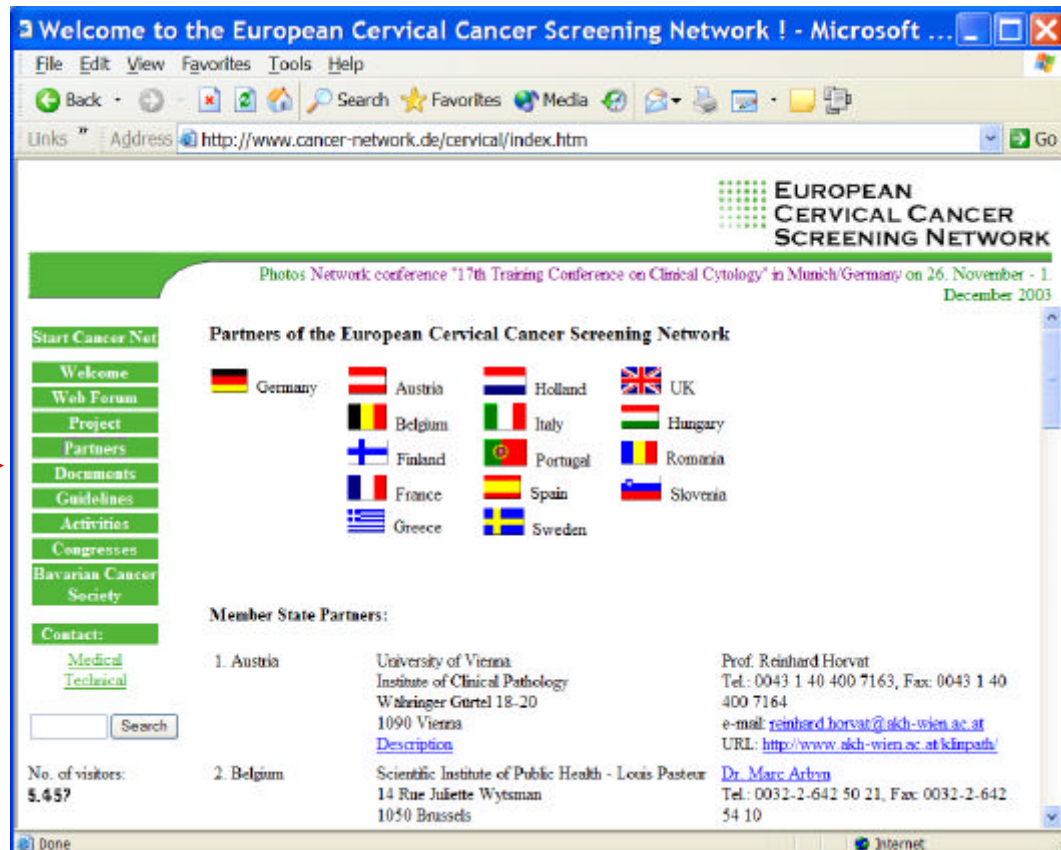 Welcome to the European Cervical Cancer Screening Network ! - Microsoft ...
File Edit View Favorites Tools Help
Back Search Favorites Media
Links » Address http://www.cancer-network.de/cervical/index.htm Go
EUROPEAN
CERVICAL CANCER
SCREENING NETWORK
Photos Network conference "17th Training Conference on Clinical Cytology" in Munich/Germany on 26. November - 1.
December 2003
Start Cancer Net
Welcome
Web Forum
Project
Partners
Documents
Guidelines
Activities
Congresses
Bavarian Cancer
Society
Contact:
Medical
Technical
Search
No. of visitors:
5.457
Partners of the European Cervical Cancer Screening Network
Germany Austria Holland UK
Belgium Italy Hungary
Finland Portugal Romania
France Spain Slovenia
Greece Sweden
Member State Partners:
1. Austria
University of Vienna
Institute of Clinical Pathology
Währinger Gürtel 18-20
1090 Vienna
Description
Prof. Reinhard Horvat
Tel.: 0043 1 40 400 7163, Fax: 0043 1 40
400 7164
e-mail: reinhard.horvat@akh-wien.ac.at
URL: http://www.akh-wien.ac.at/klinpath/
2. Belgium
Scientific Institute of Public Health - Louis Pasteur
14 Rue Juliette Wytsman
1050 Brussels
Dr. Marc Arbyn
Tel.: 0032-2-642 50 21, Fax: 0032-2-642
54 10
Done Internet